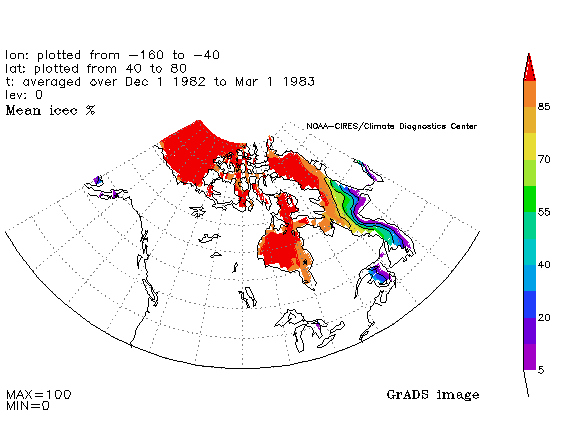 lon: plotted from −160 to −40
lat: plotted from 40 to 80
t: averaged over Dec 1 1982 to Mar 1 1983
lev: 0
Mean icec %
NOAA−CIRES/Climate Diagnostics Center
85
70
55
40
20
5
MAX=100
MIN=0
GrADS image